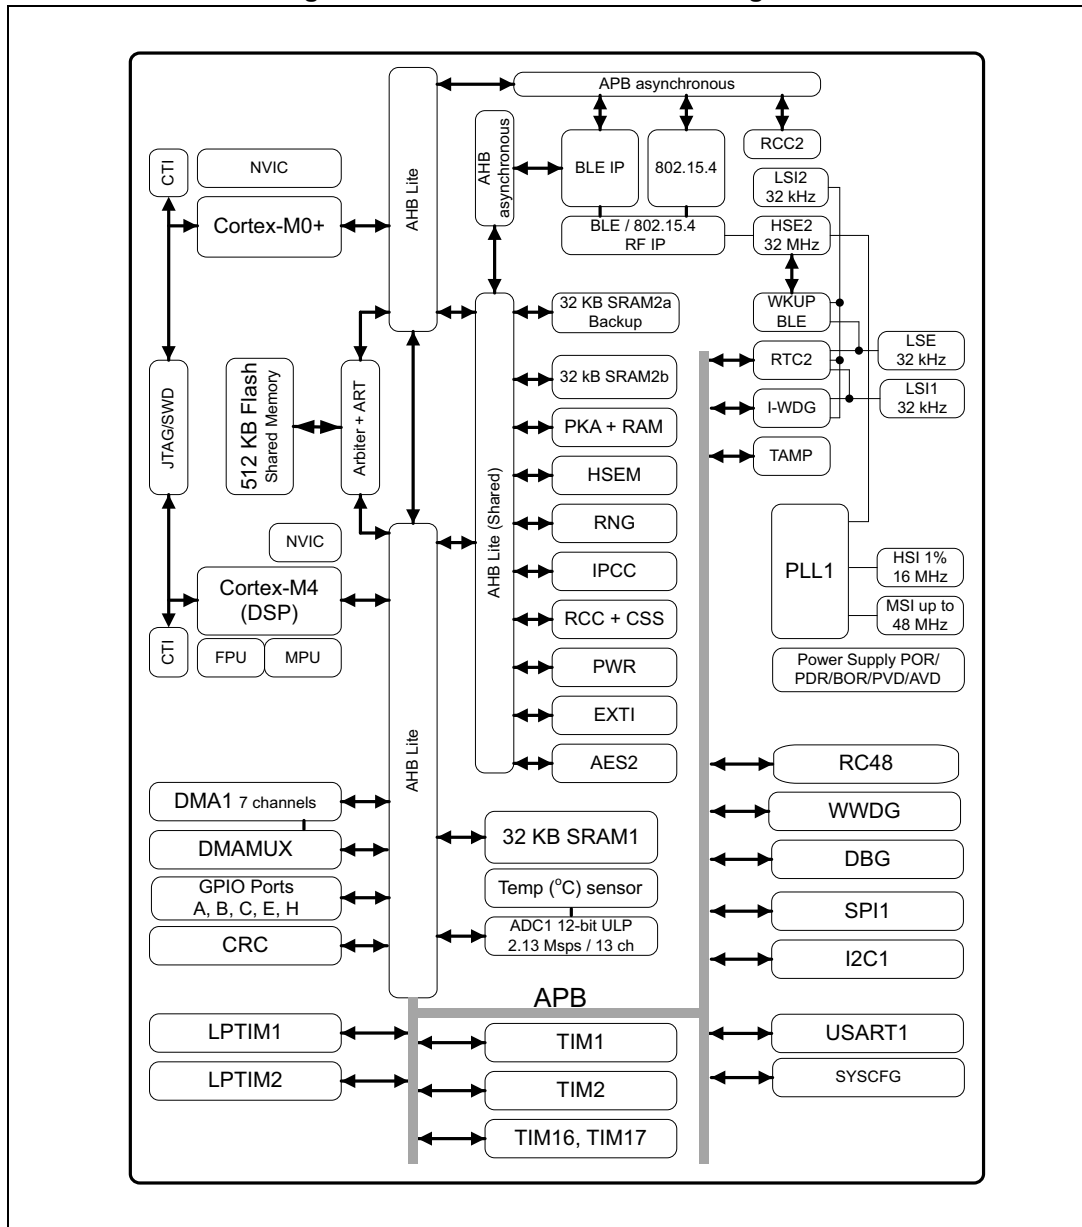 APB asynchronous
AHB Lite
AHB
asynchronous
BLE IP
802.15.4
RCC2
CTI
NVIC
LSI2
32 kHz
Cortex-M0+
BLE / 802.15.4
RF IP
HSE2
32 MHz
32 KB SRAM2a
Backup
WKUP
BLE
LSE
32 kHz
RTC2
32 kB SRAM2b
LSI1
32 kHz
I-WDG
JTAG/SWD
512 KB Flash
Shared Memory
Arbiter + ART
PKA + RAM
TAMP
AHB Lite (Shared)
HSEM
RNG
NVIC
IPCC
PLL1
HSI 1%
16 MHz
Cortex-M4
(DSP)
RCC + CSS
MSI up to
48 MHz
CTI
FPU
MPU
PWR
Power Supply POR/
PDR/BOR/PVD/AVD
EXTI
AHB Lite
AES2
RC48
DMA1 7 channels
WWDG
32 KB SRAM1
DMAMUX
DBG
Temp (°C) sensor
GPIO Ports
A, B, C, E, H
SPI1
ADC1 12-bit ULP
2.13 Msps / 13 ch
CRC
I2C1
APB
LPTIM1
TIM1
USART1
LPTIM2
TIM2
SYSCFG
TIM16, TIM17